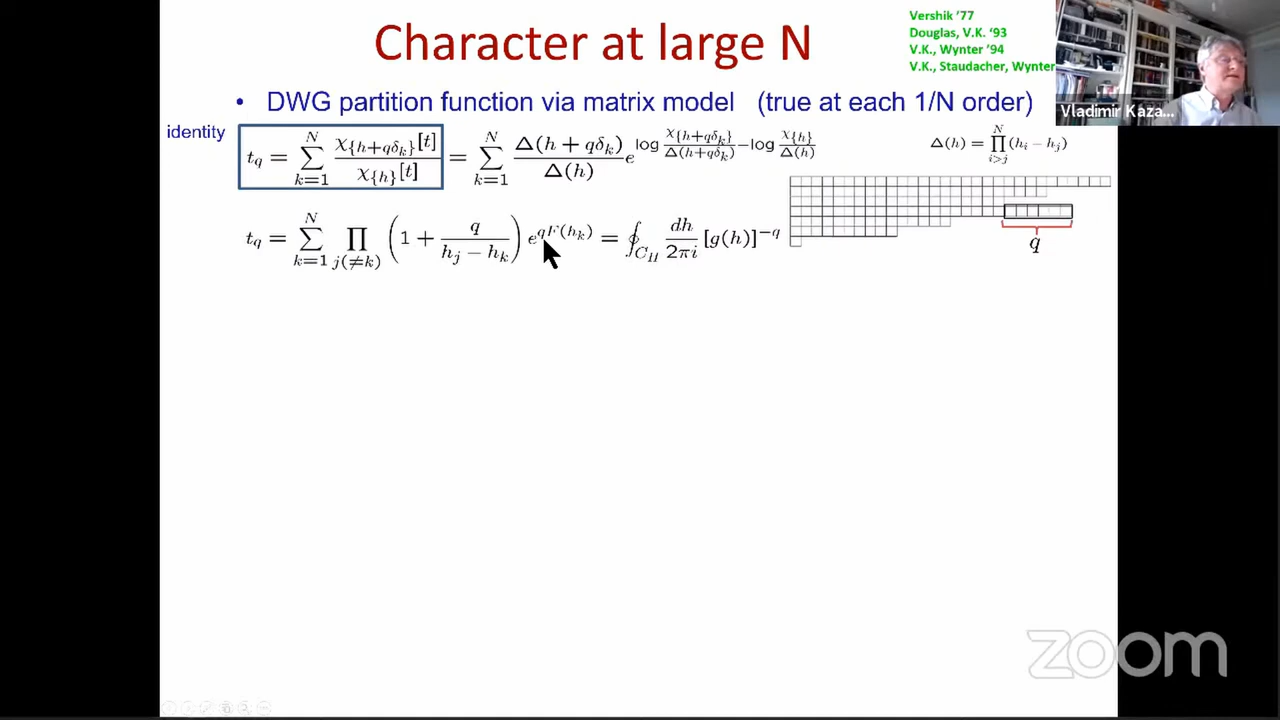 Character at large N
Vershik '77
Douglas, V.K. '93
V.K., Wynter '94
V.K., Staudacher, Wynter
Vladimir Kaza...
• DWG partition function via matrix model (true at each 1/N order)
identity
t_q = \sum_{k=1}^{N} \frac{\chi_{\{h+q\delta_k\}}[t]}{\chi_{\{h\}}[t]} = \sum_{k=1}^{N} \frac{\Delta(h + q\delta_k)}{\Delta(h)} e^{\log \frac{\chi_{\{h+q\delta_k\}}}{\Delta(h+q\delta_k)} - \log \frac{\chi_{\{h\}}}{\Delta(h)}}
\Delta(h) = \prod_{i>j}^{N} (h_i - h_j)
t_q = \sum_{k=1}^{N} \prod_{j(\neq k)} \left(1 + \frac{q}{h_j - h_k}\right) e^{qF(h_k)} = \oint_{C_H} \frac{dh}{2\pi i} [g(h)]^{-q}
q
zoom